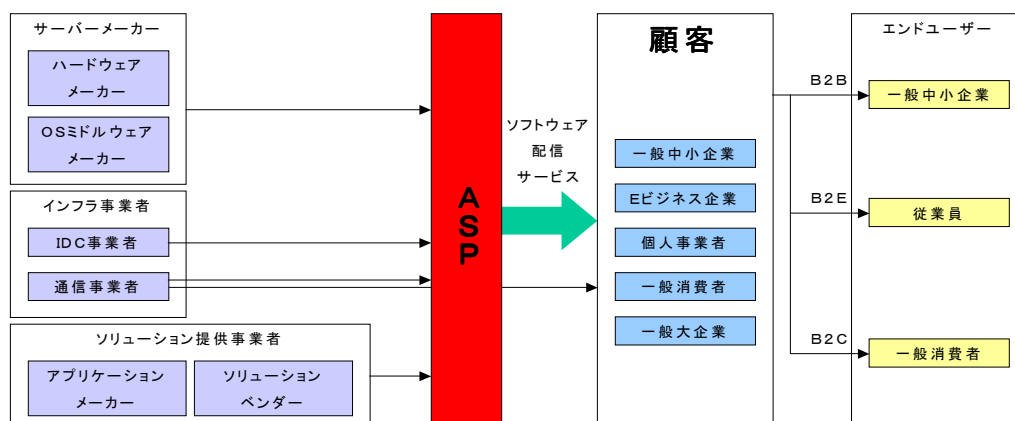 サーバーメーカー
ハードウェア
メーカー
OSミドルウェア
メーカー
インフラ事業者
IDC事業者
通信事業者
ソリューション提供事業者
アプリケーション
メーカー
ソリューション
ベンダー
ASP
ソフトウェア
配信
サービス
顧客
一般中小企業
Eビジネス企業
個人事業者
一般消費者
一般大企業
エンドユーザー
B2B
一般中小企業
B2E
従業員
B2C
一般消費者